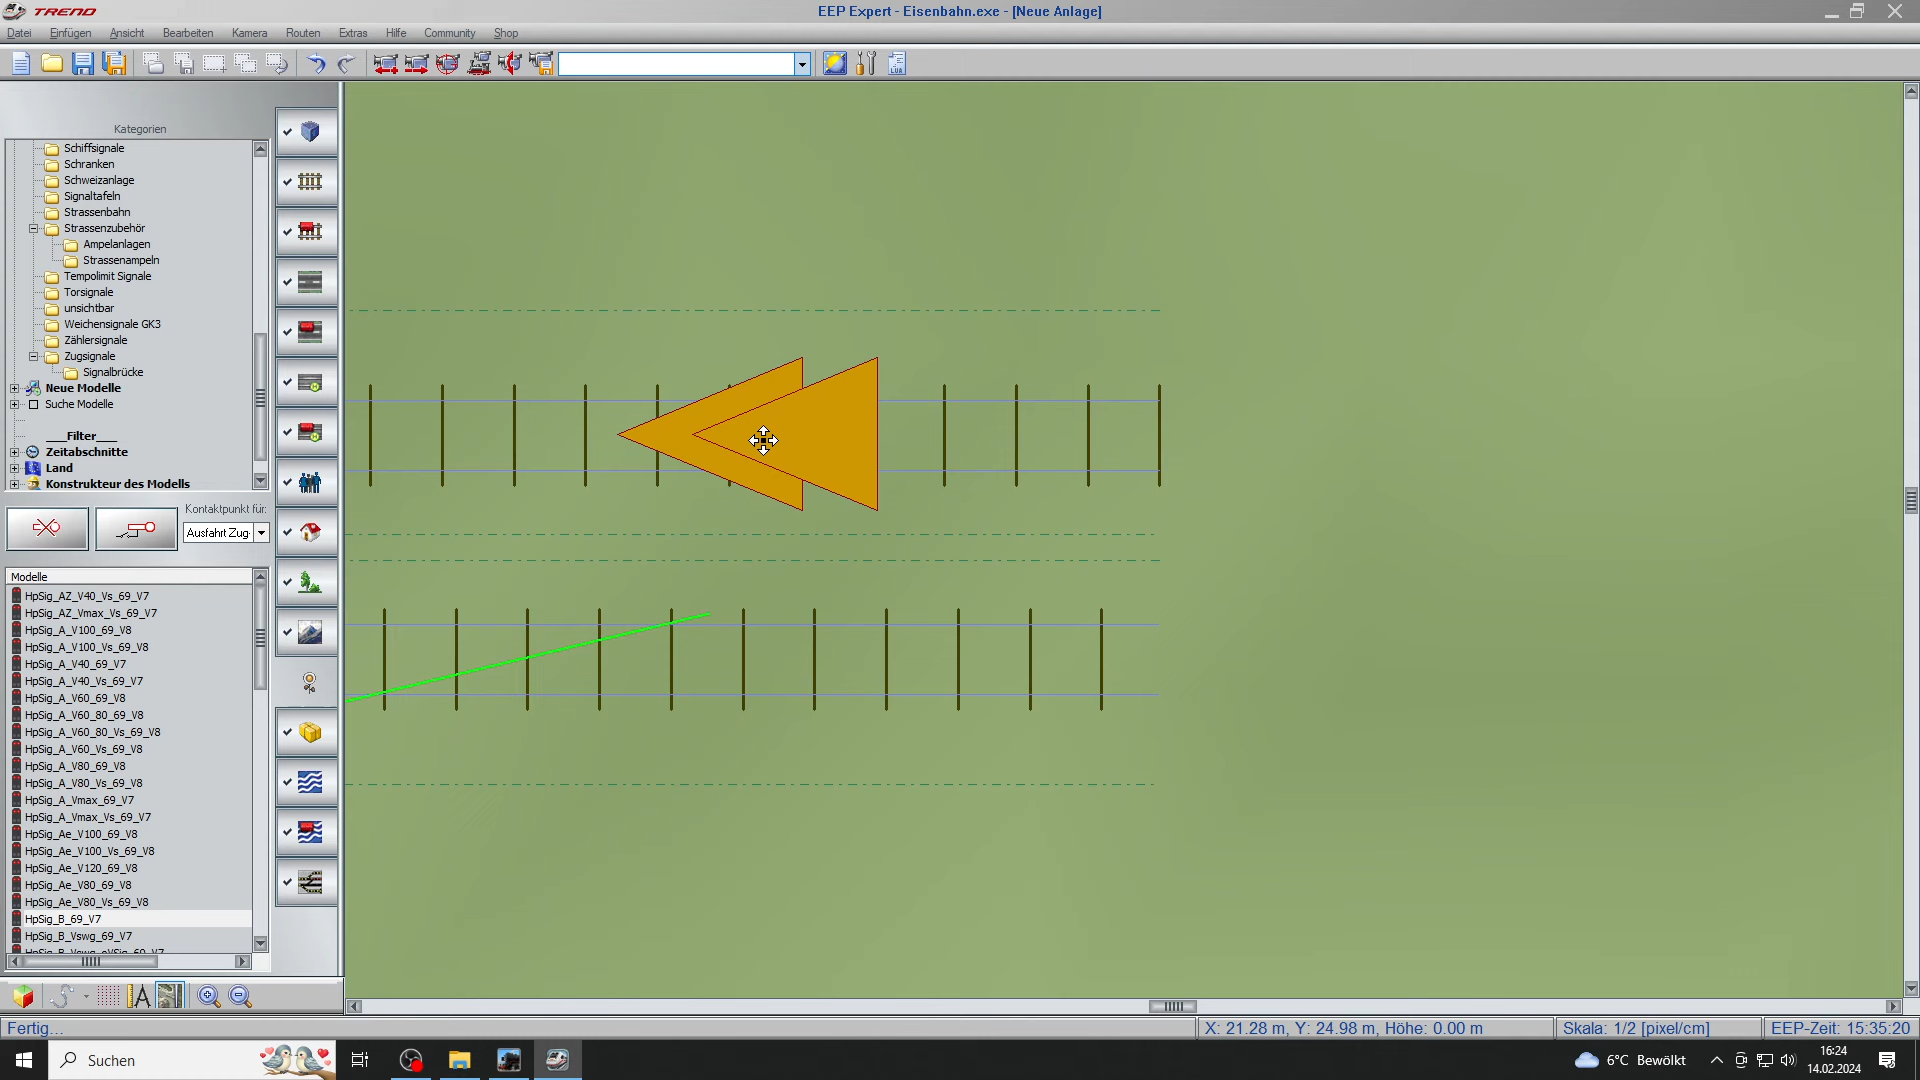 TREND
EEP Expert - Eisenbahn.exe - [Neue Anlage]
Datei Einfügen Ansicht Bearbeiten Kamera Routen Extras Hilfe Community Shop
LUA
Kategorien
Schiffsignale
Schranken
Schweizanlage
Signaltafeln
Strassenbahn
Strassenzubehör
Ampelanlagen
Strassenampeln
Tempolimit Signale
Torsignale
unsichtbar
Weichensignale GK3
Zählersignale
Zugsignale
Signalbrücke
Neue Modelle
Suche Modelle
___Filter___
Zeitabschnitte
Land
Konstrukteur des Modells
Kontaktpunkt für:
Ausfahrt Zug-
Modelle
HpSig_AZ_V40_Vs_69_V7
HpSig_AZ_Vmax_Vs_69_V7
HpSig_A_V100_69_V8
HpSig_A_V100_Vs_69_V8
HpSig_A_V40_69_V7
HpSig_A_V40_Vs_69_V7
HpSig_A_V60_69_V8
HpSig_A_V60_80_69_V8
HpSig_A_V60_80_Vs_69_V8
HpSig_A_V60_Vs_69_V8
HpSig_A_V80_69_V8
HpSig_A_V80_Vs_69_V8
HpSig_A_Vmax_69_V7
HpSig_A_Vmax_Vs_69_V7
HpSig_Ae_V100_69_V8
HpSig_Ae_V100_Vs_69_V8
HpSig_Ae_V120_69_V8
HpSig_Ae_V80_69_V8
HpSig_Ae_V80_Vs_69_V8
HpSig_B_69_V7
HpSig_B_Vswg_69_V7
HpSig_B_Vswg_oVSig_69_V7
Fertig...
X: 21.28 m, Y: 24.98 m, Höhe: 0.00 m
Skala: 1/2 [pixel/cm]
EEP-Zeit: 15:35:20
Suchen
6°C Bewölkt
16:24
14.02.2024